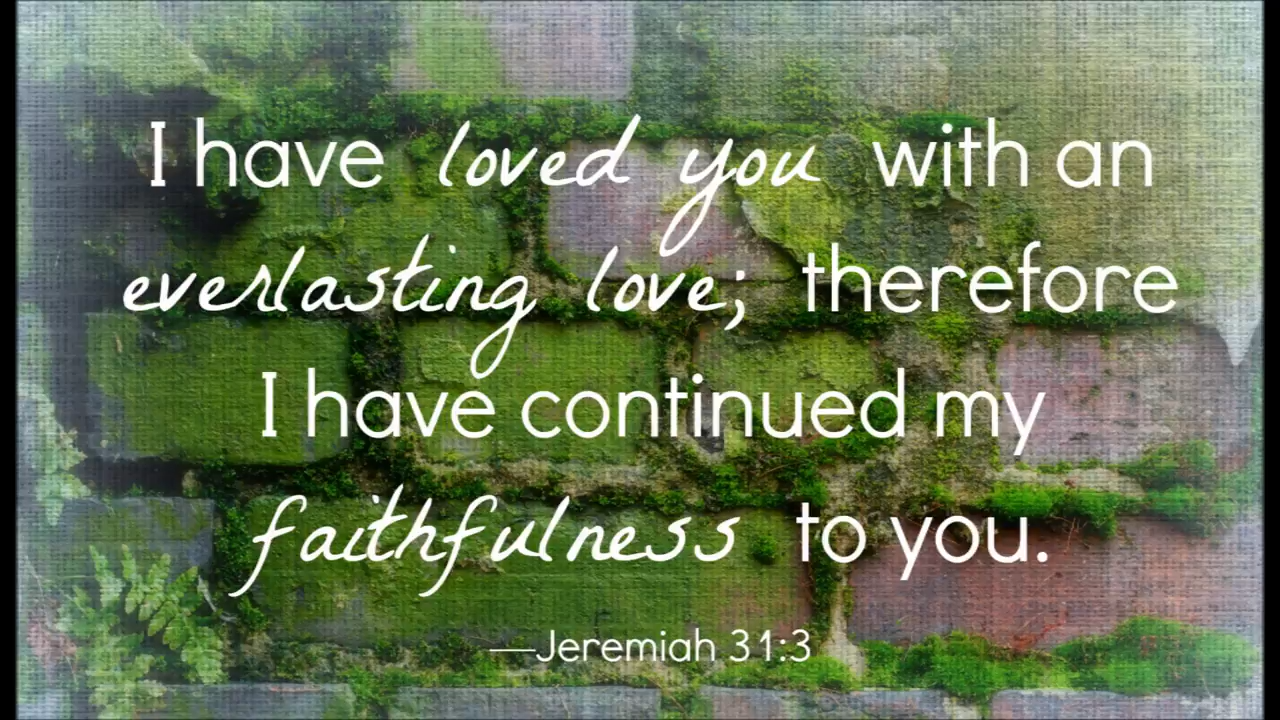 I have loved you with an
everlasting love; therefore
I have continued my
faithfulness to you.
—Jeremiah 31:3